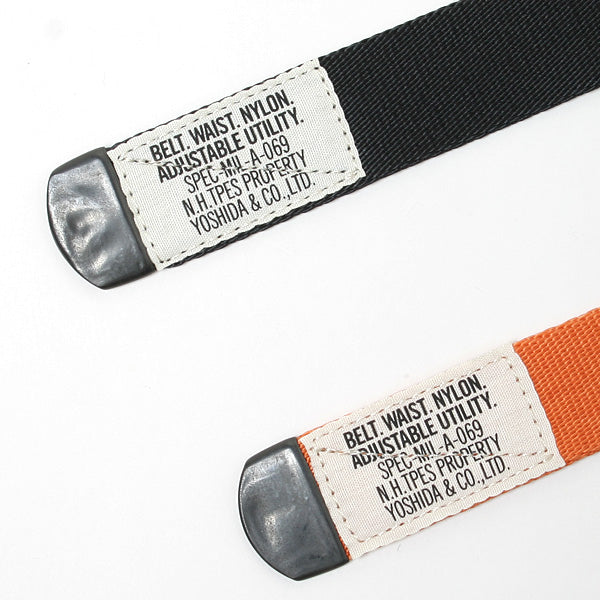 BELT. WAIST. NYLON.
ADJUSTABLE UTILITY.
SPEC-MIL-A-069
N.H.TPES PROPERTY
YOSHIDA & CO.,LTD.
BELT. WAIST. NYLON.
ADJUSTABLE UTILITY.
SPEC-MIL-A-069
N.H.TPES PROPERTY
YOSHIDA & CO.,LTD.